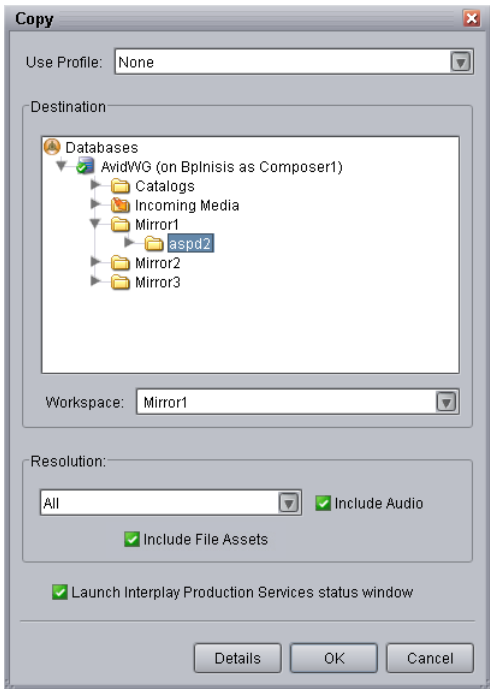 Copy
Use Profile: None
Destination
Databases
AvidWG (on Bplnisis as Composer1)
Catalogs
Incoming Media
Mirror1
aspd2
Mirror2
Mirror3
Workspace: Mirror1
Resolution:
All Include Audio
Include File Assets
Launch Interplay Production Services status window
Details OK Cancel